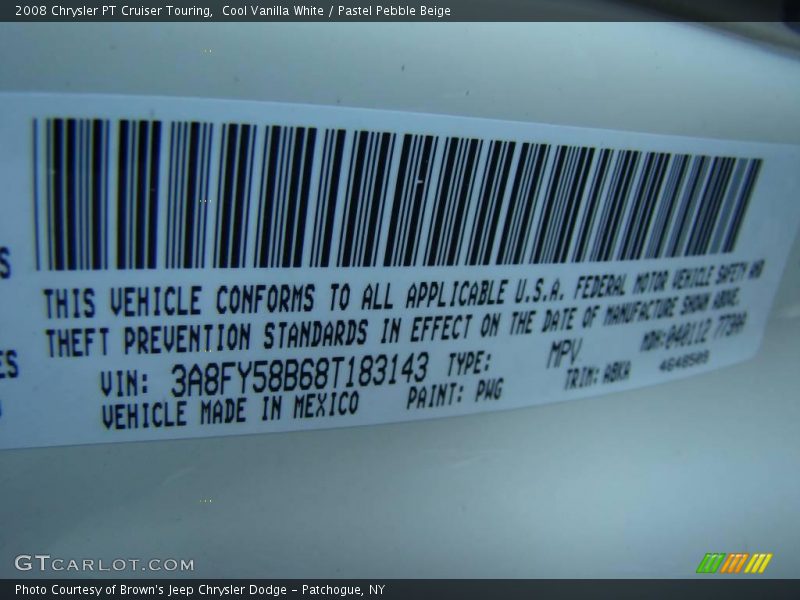 2008 Chrysler PT Cruiser Touring,  Cool Vanilla White / Pastel Pebble Beige
S
THIS VEHICLE CONFORMS TO ALL APPLICABLE U.S.A. FEDERAL MOTOR VEHICLE SAFETY AND
THEFT PREVENTION STANDARDS IN EFFECT ON THE DATE OF MANUFACTURE SHOWN ABOVE.
ES
VIN: 3A8FY58B68T183143 TYPE: MPV MDH:040112 
VEHICLE MADE IN MEXICO PAINT: PWG TRIM: ABKA
GTCARLOT.COM
Photo Courtesy of Brown's Jeep Chrysler Dodge - Patchogue, NY